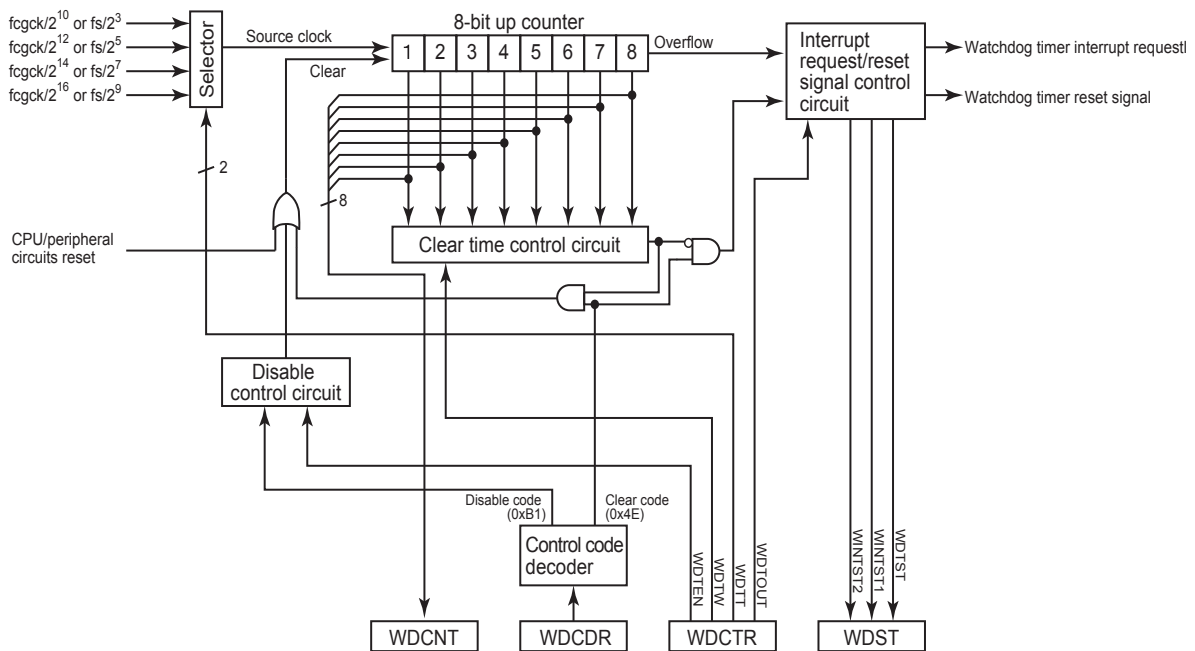 8-bit up counter
fcgck/2^10 or fs/2^3
fcgck/2^12 or fs/2^5
fcgck/2^14 or fs/2^7
fcgck/2^16 or fs/2^9
Selector
Source clock
Clear
1 2 3 4 5 6 7 8
Overflow
Interrupt
request/reset
signal control
circuit
Watchdog timer interrupt requestl
Watchdog timer reset signal
2
8
CPU/peripheral
circuits reset
Clear time control circuit
Disable
control circuit
Disable code
(0xB1)
Clear code
(0x4E)
Control code
decoder
WDTEN
WDTW
WDTT
WDTOUT
WINTST2
WINTST1
WDTST
WDCNT
WDCDR
WDCTR
WDST